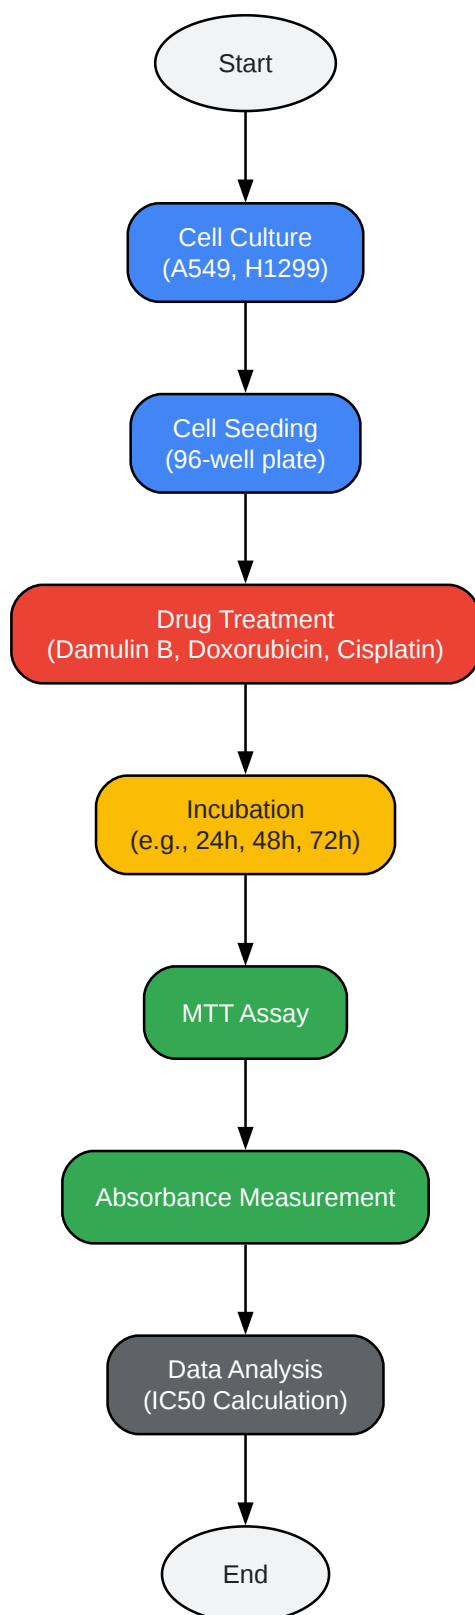 Start
Cell Culture
(A549, H1299)
Cell Seeding
(96-well plate)
Drug Treatment
(Damulin B, Doxorubicin, Cisplatin)
Incubation
(e.g., 24h, 48h, 72h)
MTT Assay
Absorbance Measurement
Data Analysis
(IC50 Calculation)
End